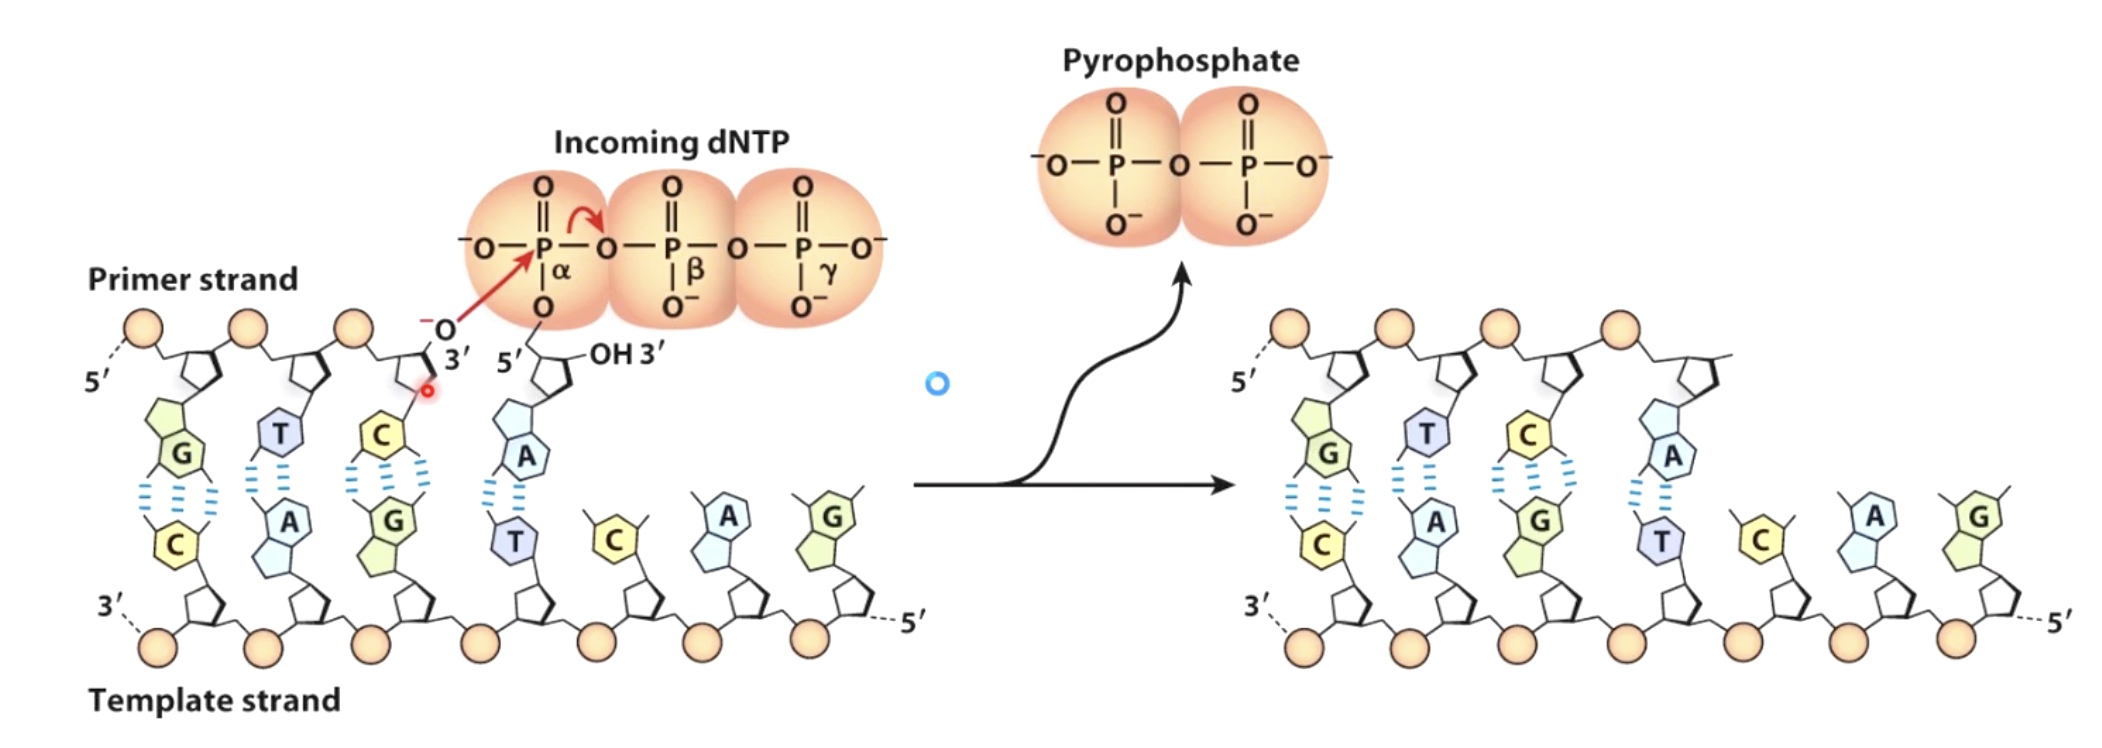 Pyrophosphate
O O
⁻O—P—O—P—O⁻
O⁻ O⁻
Incoming dNTP
O O O
⁻O—P—O—P—O—P—O⁻
α β γ
O O⁻ O⁻
Primer strand
⁻O
3′ 5′ OH 3′
5′ 5′
G T C A G T C A
C A G T C A G C A G T C A G
3′ 5′ 3′ 5′
Template strand